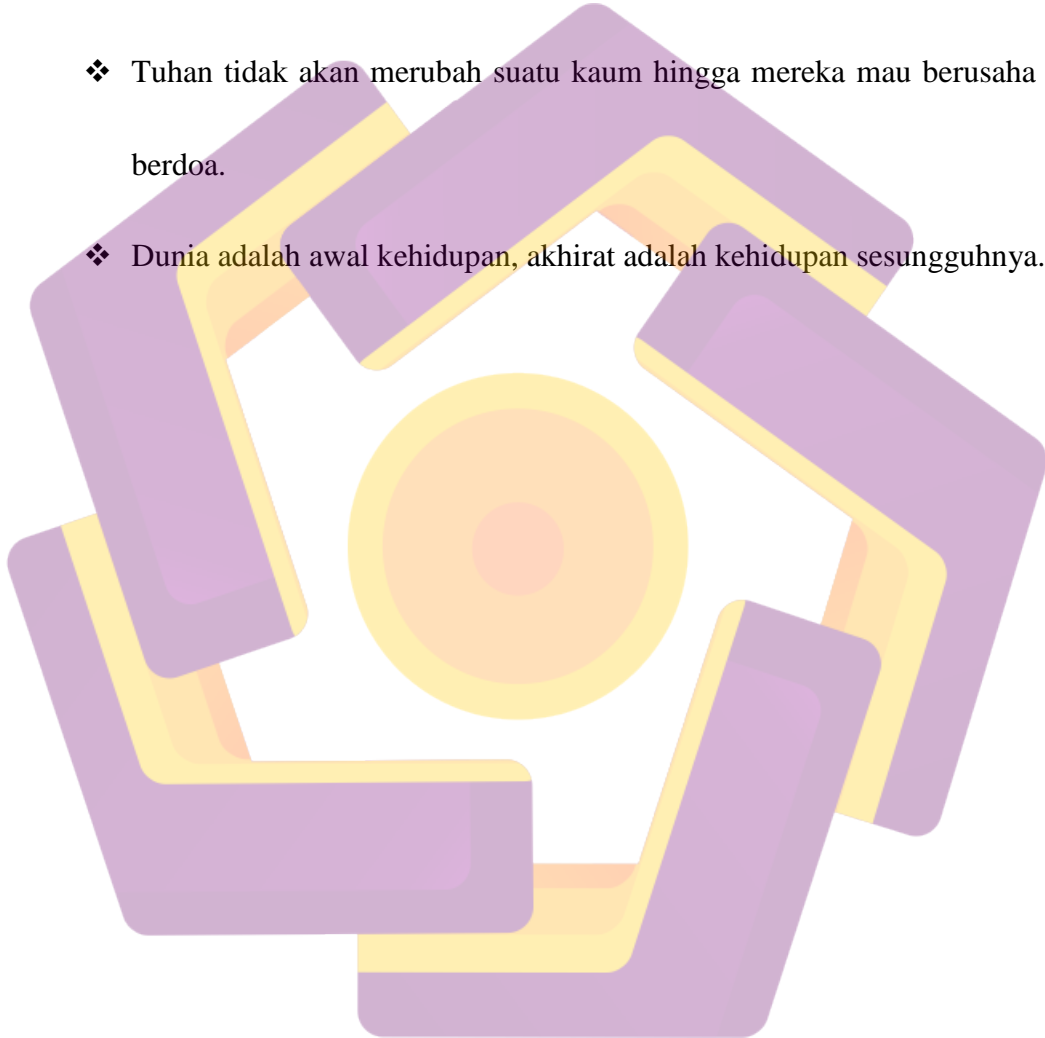 ❖ Tuhan tidak akan merubah suatu kaum hingga mereka mau berusaha
berdoa.
❖ Dunia adalah awal kehidupan, akhirat adalah kehidupan sesungguhnya.